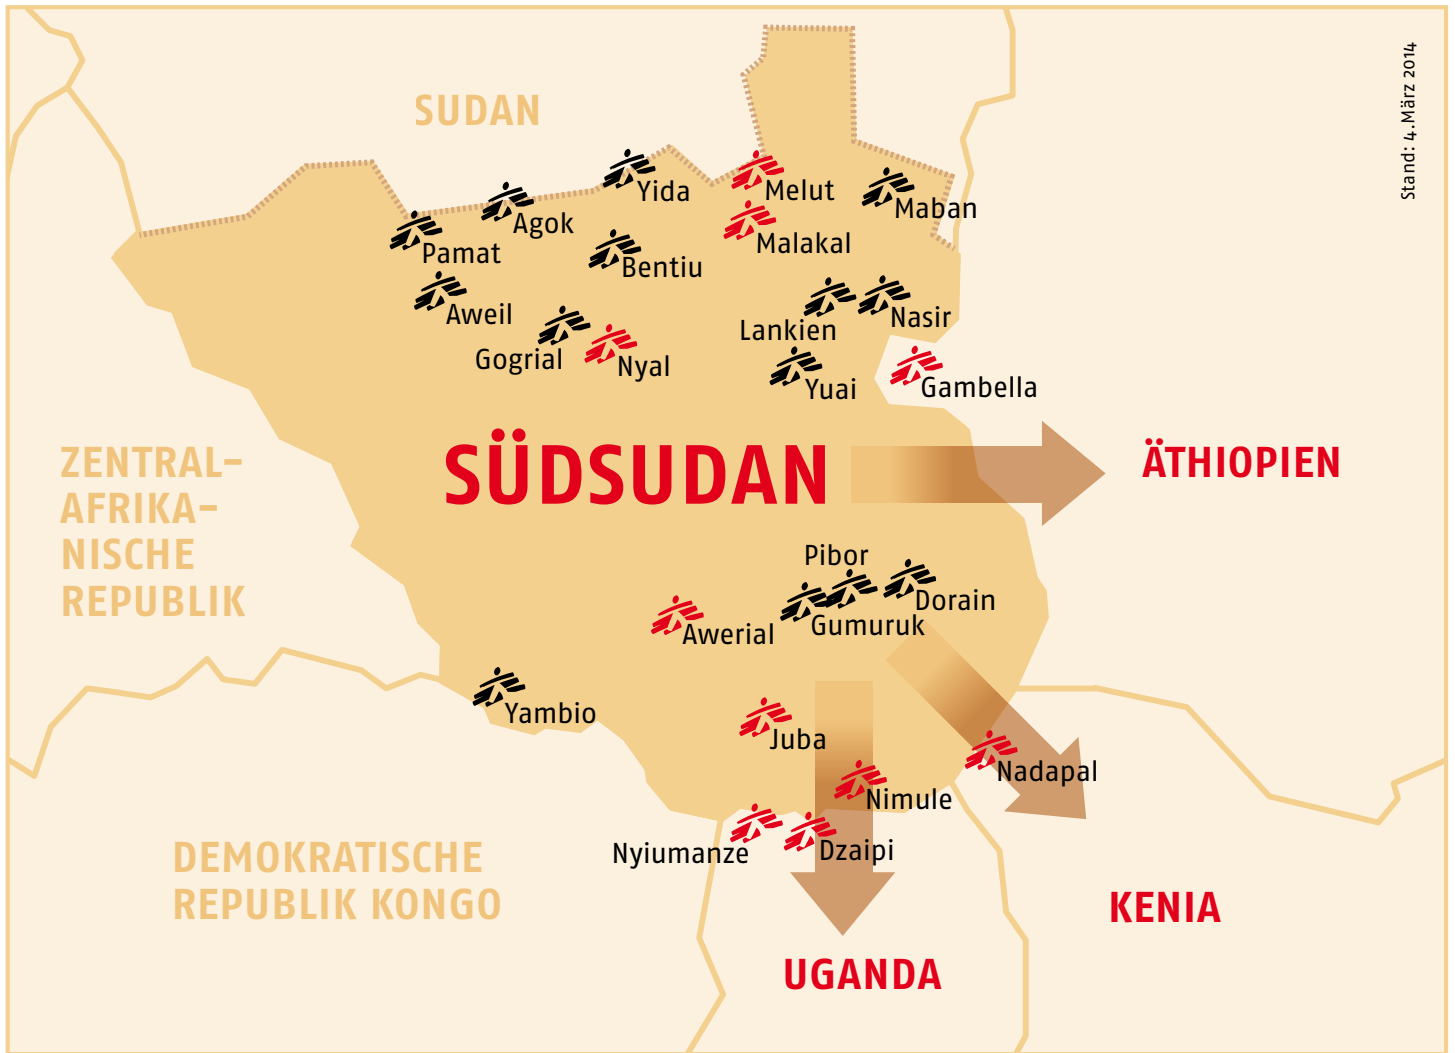 Stand: 4.März 2014
SUDAN
Yida
Melut
Maban
Agok
Malakal
Pamat
Bentiu
Aweil
Nasir
Lankien
Gogrial
Nyal
Yuai
Gambella
ZENTRAL-
AFRIKA-
NISCHE
REPUBLIK
SÜDSUDAN
ÄTHIOPIEN
Pibor
Dorain
Gumuruk
Awerial
Yambio
Juba
Nadapal
Nimule
Nyiumanze
Dzaipi
DEMOKRATISCHE
REPUBLIK KONGO
KENIA
UGANDA